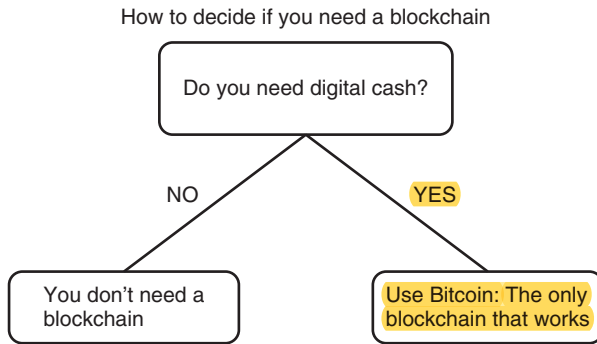 How to decide if you need a blockchain
Do you need digital cash?
NO
YES
You don’t need a
blockchain
Use Bitcoin: The only
blockchain that works